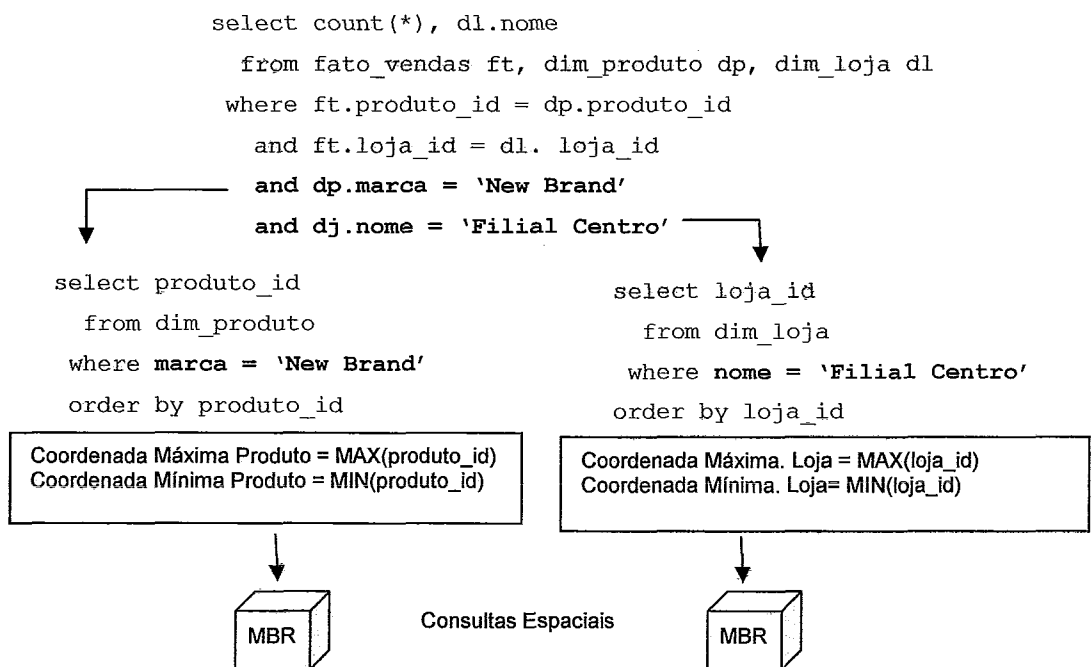 select count(*), dl.nome
from fato_vendas ft, dim_produto dp, dim_loja dl
where ft.produto_id = dp.produto_id
and ft.loja_id = dl. loja_id
and dp.marca = ‘New Brand’
and dj.nome = ‘Filial Centro’
select produto_id
from dim_produto
where marca = ‘New Brand’
order by produto_id
Coordenada Máxima Produto = MAX(produto_id)
Coordenada Mínima Produto = MIN(produto_id)
select loja_id
from dim_loja
where nome = ‘Filial Centro’
order by loja_id
Coordenada Máxima. Loja = MAX(loja_id)
Coordenada Mínima. Loja= MIN(loja_id)
MBR
Consultas Espaciais
MBR